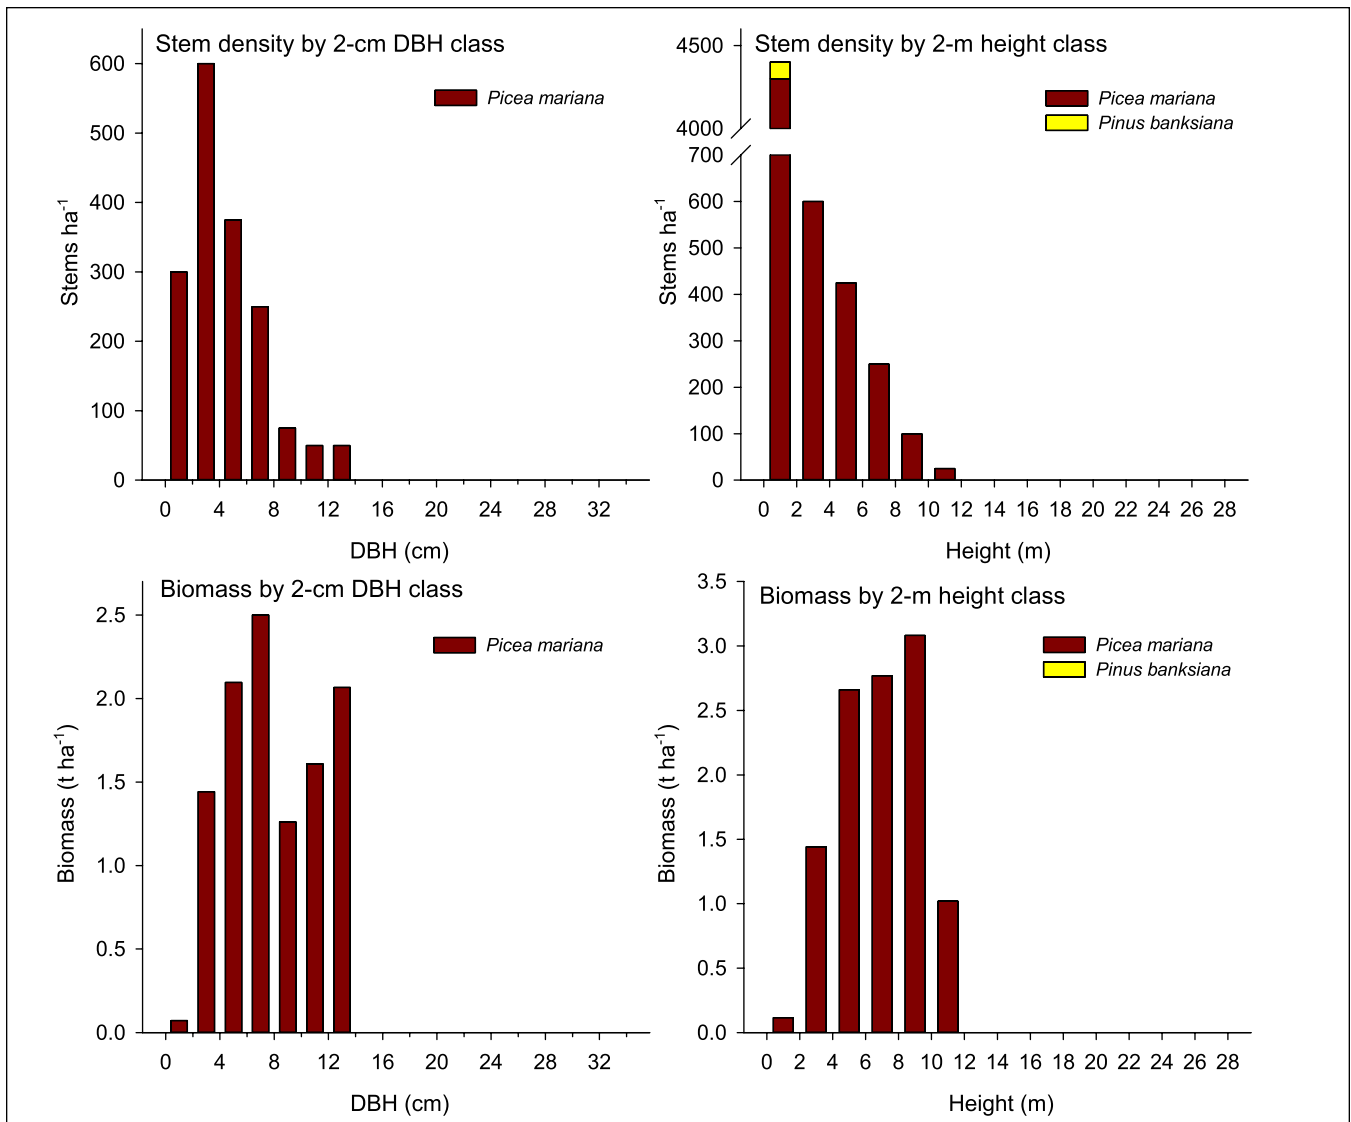 Stem density by 2-cm DBH class
Picea mariana
600
500
400
300
200
100
0
Stems ha-1
0 4 8 12 16 20 24 28 32
DBH (cm)
Stem density by 2-m height class
Picea mariana
Pinus banksiana
4500
4000
700
600
500
400
300
200
100
0
Stems ha-1
0 2 4 6 8 10 12 14 16 18 20 22 24 26 28
Height (m)
Biomass by 2-cm DBH class
Picea mariana
2.5
2.0
1.5
1.0
0.5
0.0
Biomass (t ha-1)
0 4 8 12 16 20 24 28 32
DBH (cm)
Biomass by 2-m height class
Picea mariana
Pinus banksiana
3.5
3.0
2.5
2.0
1.5
1.0
0.5
0.0
Biomass (t ha-1)
0 2 4 6 8 10 12 14 16 18 20 22 24 26 28
Height (m)